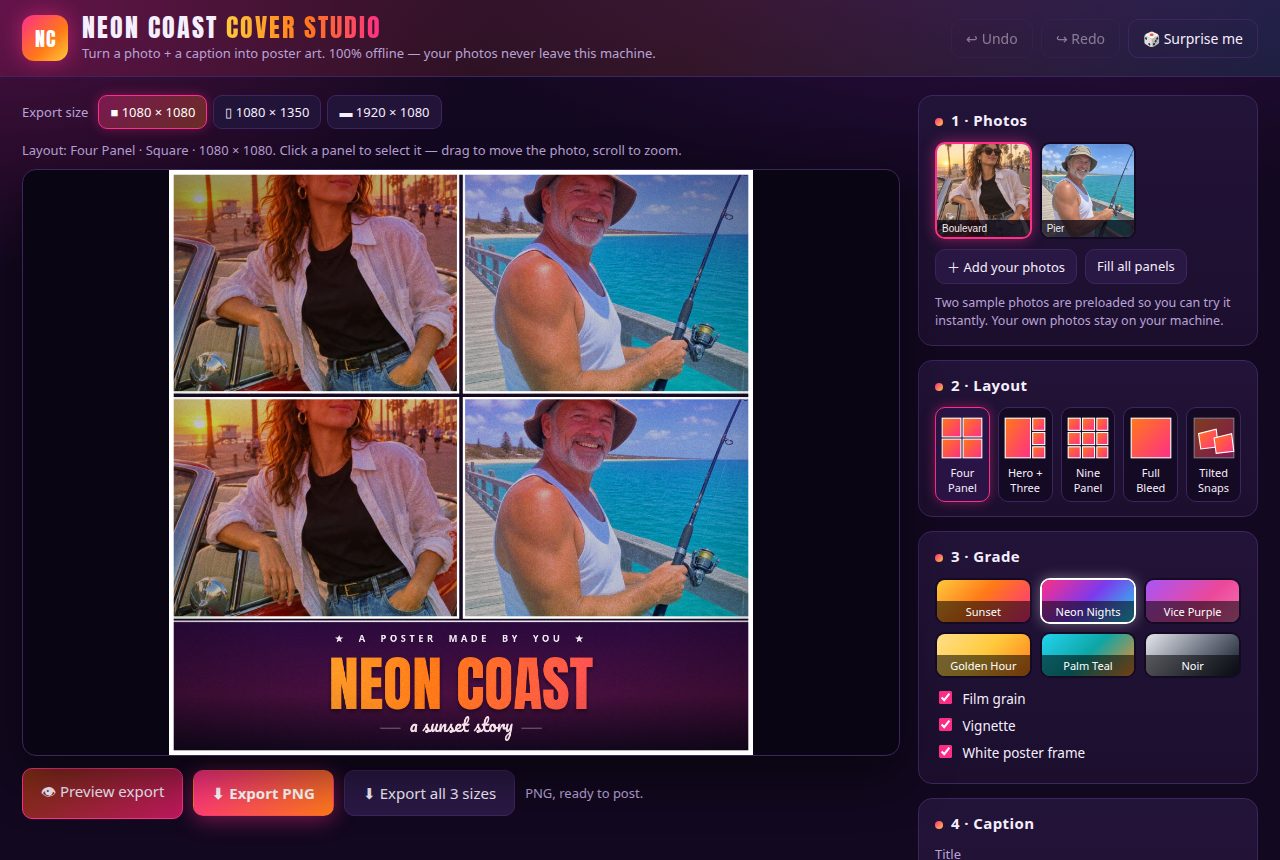 NC
NEON COAST COVER STUDIO
Turn a photo + a caption into poster art. 100% offline — your photos never leave this machine.
↩ Undo
↪ Redo
🎲 Surprise me
Export size
■ 1080 × 1080
▯ 1080 × 1350
▬ 1920 × 1080
Layout: Four Panel · Square · 1080 × 1080. Click a panel to select it — drag to move the photo, scroll to zoom.
★ A POSTER MADE BY YOU ★
NEON COAST
a sunset story
👁 Preview export
⬇ Export PNG
⬇ Export all 3 sizes
PNG, ready to post.
1 · Photos
Boulevard
Pier
＋ Add your photos
Fill all panels
Two sample photos are preloaded so you can try it
instantly. Your own photos stay on your machine.
2 · Layout
Four
Panel
Hero +
Three
Nine
Panel
Full
Bleed
Tilted
Snaps
3 · Grade
Sunset
Neon Nights
Vice Purple
Golden Hour
Palm Teal
Noir
Film grain
Vignette
White poster frame
4 · Caption
Title